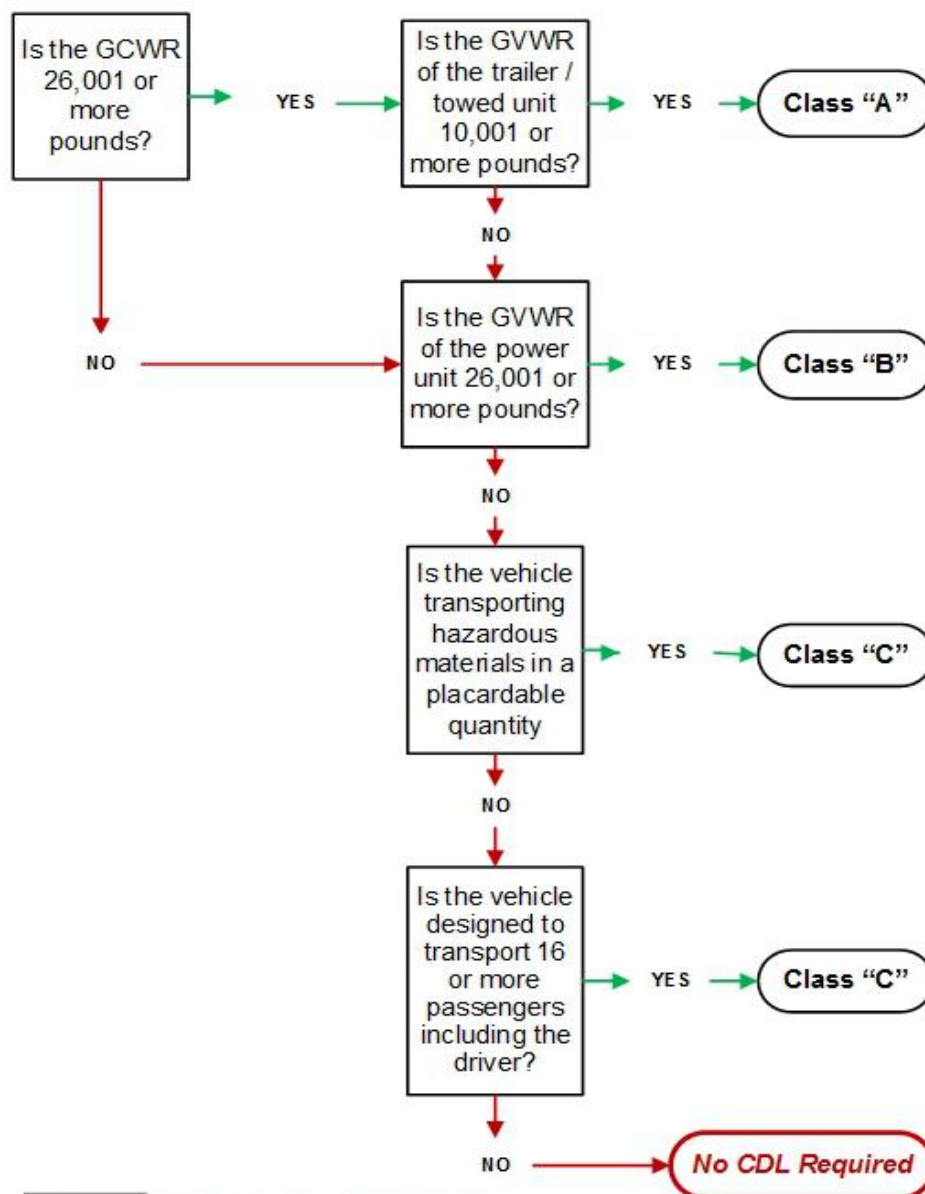 Is the GCWR
26,001 or
more
pounds?
YES
Is the GVWR
of the trailer /
towed unit
10,001 or
more pounds?
YES
Class “A”
NO
NO
Is the GVWR
of the power
unit 26,001 or
more pounds?
YES
Class “B”
NO
Is the vehicle
transporting
hazardous
materials in a
placardable
quantity
YES
Class “C”
NO
Is the vehicle
designed to
transport 16
or more
passengers
including the
driver?
YES
Class “C”
NO
No CDL Required